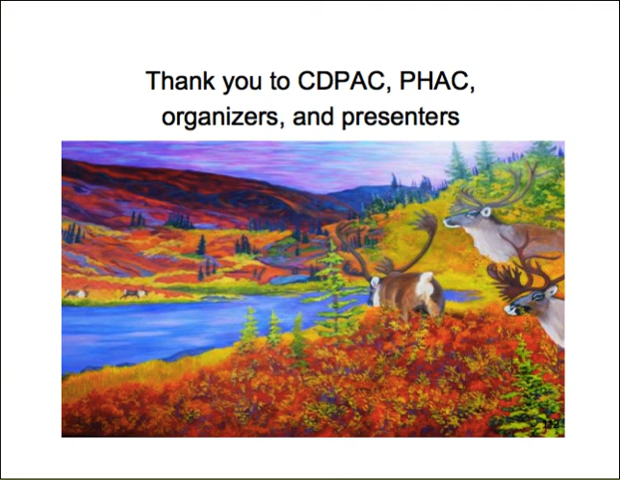 Thank you to CDPAC, PHAC,
organizers, and presenters